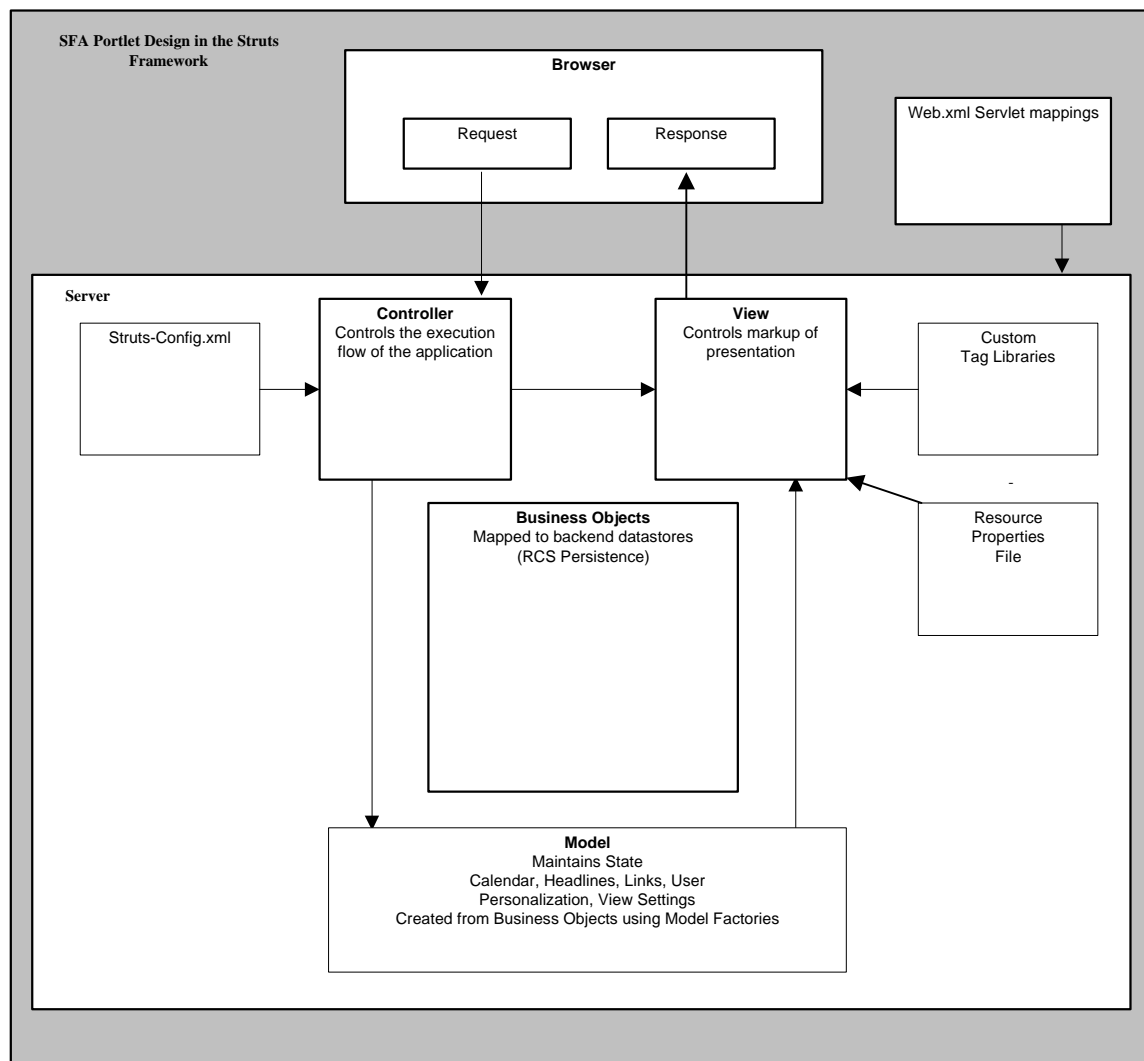 SFA Portlet Design in the Struts
Framework
Browser
Request
Response
Web.xml Servlet mappings
Server
Struts-Config.xml
Controller
Controls the execution
flow of the application
View
Controls markup of
presentation
Custom
Tag Libraries
-
Business Objects
Mapped to backend datastores
(RCS Persistence)
Resource
Properties
File
Model
Maintains State
Calendar, Headlines, Links, User
Personalization, View Settings
Created from Business Objects using Model Factories